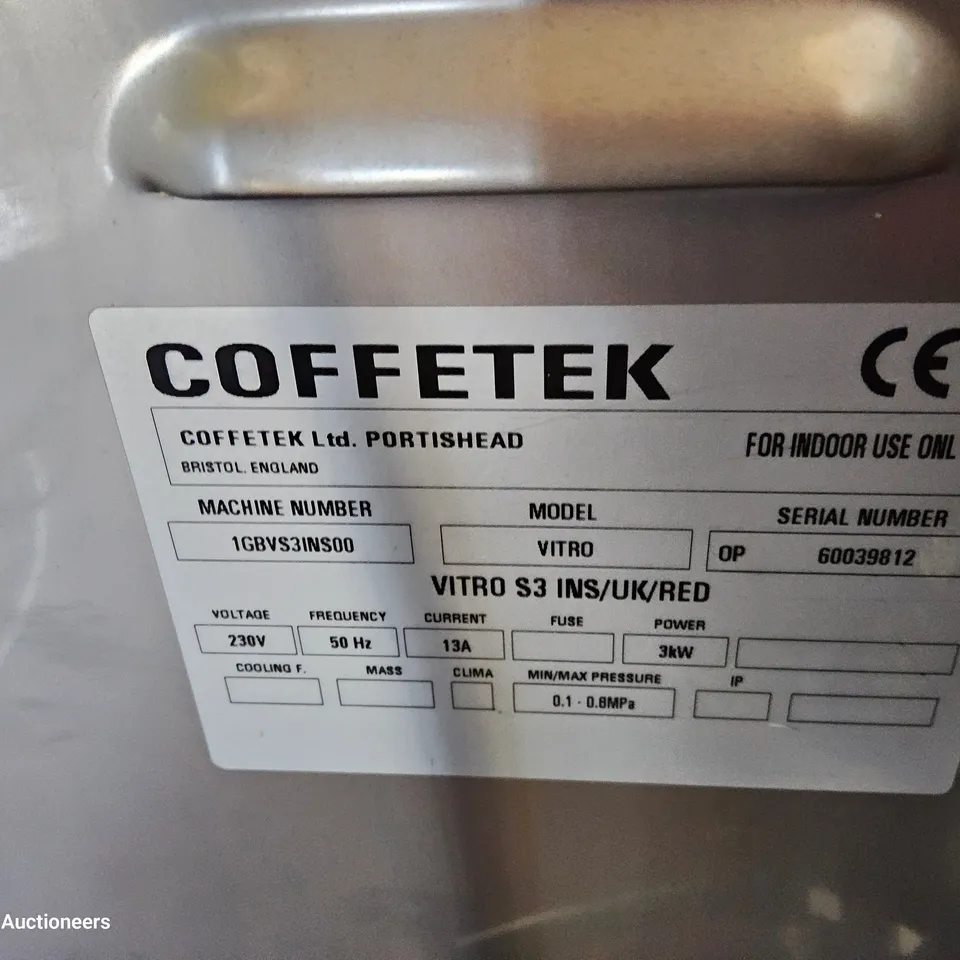 COFFETEK CE
COFFETEK Ltd. PORTISHEAD FOR INDOOR USE ONL
BRISTOL. ENGLAND
MACHINE NUMBER MODEL SERIAL NUMBER
1GBVS3INS00 VITRO OP 60039812
VITRO S3 INS/UK/RED
VOLTAGE FREQUENCY CURRENT FUSE POWER
230V 50 Hz 13A 3kW
COOLING F. MASS CLIMA MIN/MAX PRESSURE IP
0.1 - 0.8MPa
Auctioneers